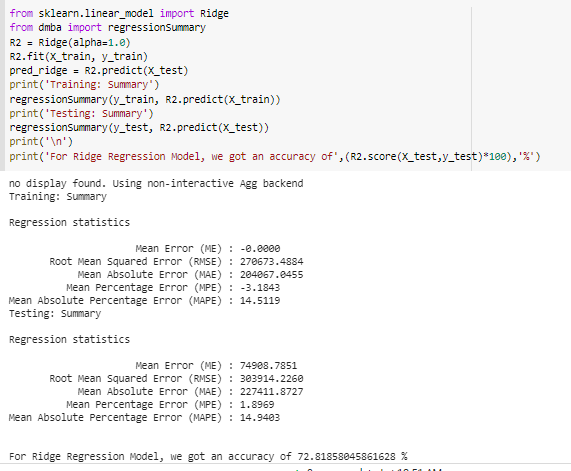 from sklearn.linear_model import Ridge
from dmba import regressionSummary
R2 = Ridge(alpha=1.0)
R2.fit(X_train, y_train)
pred_ridge = R2.predict(X_test)
print('Training: Summary')
regressionSummary(y_train, R2.predict(X_train))
print('Testing: Summary')
regressionSummary(y_test, R2.predict(X_test))
print('\n')
print('For Ridge Regression Model, we got an accuracy of',(R2.score(X_test,y_test)*100),'%')
no display found. Using non-interactive Agg backend
Training: Summary
Regression statistics
Mean Error (ME) : -0.0000
Root Mean Squared Error (RMSE) : 270673.4884
Mean Absolute Error (MAE) : 204067.0455
Mean Percentage Error (MPE) : -3.1843
Mean Absolute Percentage Error (MAPE) : 14.5119
Testing: Summary
Regression statistics
Mean Error (ME) : 74908.7851
Root Mean Squared Error (RMSE) : 303914.2260
Mean Absolute Error (MAE) : 227411.8727
Mean Percentage Error (MPE) : 1.8969
Mean Absolute Percentage Error (MAPE) : 14.9403
For Ridge Regression Model, we got an accuracy of 72.81858045861628 %